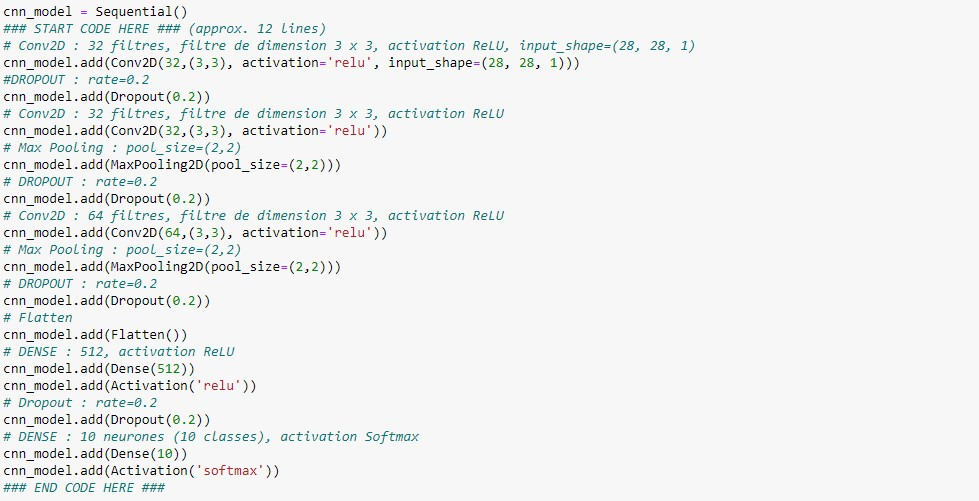 cnn_model = Sequential()
### START CODE HERE ### (approx. 12 lines)
# Conv2D : 32 filtres, filtre de dimension 3 x 3, activation ReLU, input_shape=(28, 28, 1)
cnn_model.add(Conv2D(32,(3,3), activation='relu', input_shape=(28, 28, 1)))
#DROPOUT : rate=0.2
cnn_model.add(Dropout(0.2))
# Conv2D : 32 filtres, filtre de dimension 3 x 3, activation ReLU
cnn_model.add(Conv2D(32,(3,3), activation='relu'))
# Max Pooling : pool_size=(2,2)
cnn_model.add(MaxPooling2D(pool_size=(2,2)))
# DROPOUT : rate=0.2
cnn_model.add(Dropout(0.2))
# Conv2D : 64 filtres, filtre de dimension 3 x 3, activation ReLU
cnn_model.add(Conv2D(64,(3,3), activation='relu'))
# Max Pooling : pool_size=(2,2)
cnn_model.add(MaxPooling2D(pool_size=(2,2)))
# DROPOUT : rate=0.2
cnn_model.add(Dropout(0.2))
# Flatten
cnn_model.add(Flatten())
# DENSE : 512, activation ReLU
cnn_model.add(Dense(512))
cnn_model.add(Activation('relu'))
# Dropout : rate=0.2
cnn_model.add(Dropout(0.2))
# DENSE : 10 neurones (10 classes), activation Softmax
cnn_model.add(Dense(10))
cnn_model.add(Activation('softmax'))
### END CODE HERE ###